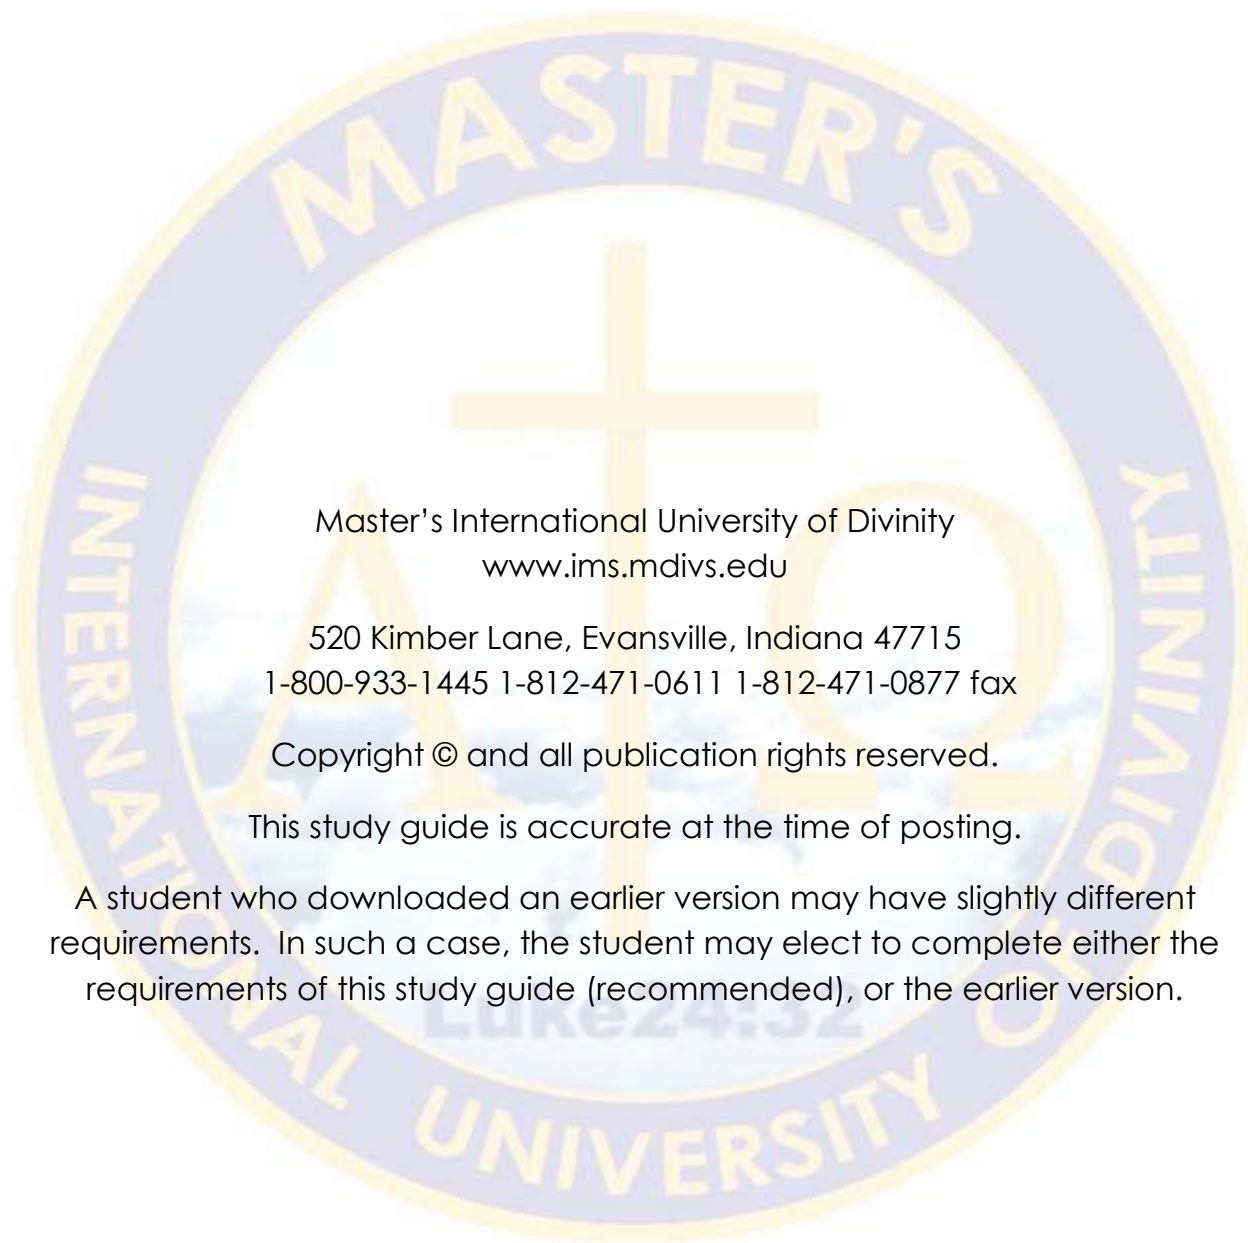 MASTER'S
INTERNATIONAL UNIVERSITY OF DIVINITY
Α Ω
Master’s International University of Divinity
www.ims.mdivs.edu
520 Kimber Lane, Evansville, Indiana 47715
1-800-933-1445 1-812-471-0611 1-812-471-0877 fax
Copyright © and all publication rights reserved.
This study guide is accurate at the time of posting.
A student who downloaded an earlier version may have slightly different
requirements.  In such a case, the student may elect to complete either the
requirements of this study guide (recommended), or the earlier version.
Luke24:32